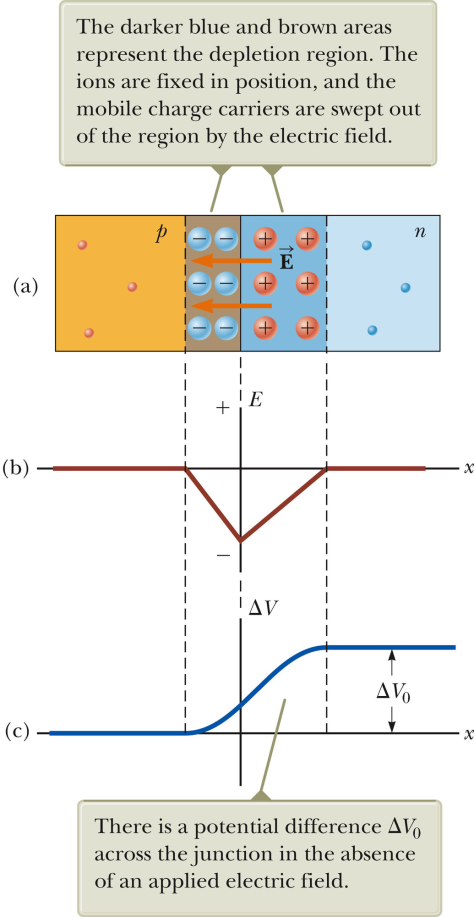 The darker blue and brown areas
represent the depletion region. The
ions are fixed in position, and the
mobile charge carriers are swept out
of the region by the electric field.
p
n
− − + +
E
(a)
− − + +
− − + +
+ E
(b)
x
−
ΔV
ΔV₀
(c)
x
There is a potential difference ΔV₀
across the junction in the absence
of an applied electric field.